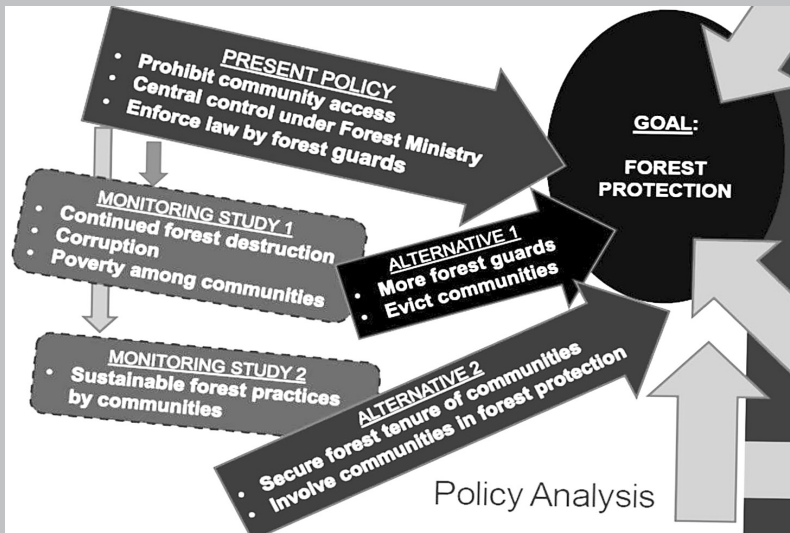 PRESENT POLICY
• Prohibit community access
• Central control under Forest Ministry
• Enforce law by forest guards
GOAL:
FOREST
PROTECTION
MONITORING STUDY 1
• Continued forest destruction
• Corruption
• Poverty among communities
ALTERNATIVE 1
• More forest guards
• Evict communities
MONITORING STUDY 2
• Sustainable forest practices
by communities
ALTERNATIVE 2
• Secure forest tenure of communities
• Involve communities in forest protection
Policy Analysis